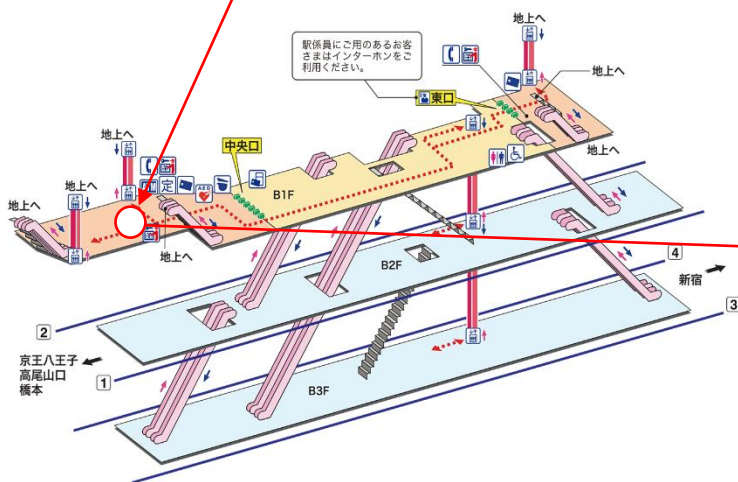 地上へ
駅係員にご用のあるお客
さまはインターホンをご
利用ください。
地上へ
東口
地上へ
中央口
地上へ
定
AED
地上へ
B1F
地上へ
地上へ
B2F
4
新宿
3
2
京王八王子
高尾山口
橋本
1
B3F